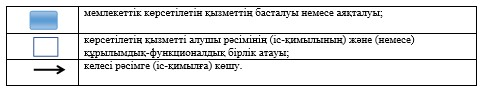 мемлекеттік көрсетілетін қызметтің басталуы немесе аяқталуы;
көрсетілетін қызметті алушы рәсімінің (іс-қимылының) және (немесе)
құрылымдық-функционалдық бірлік атауы;
келесі рәсімге (іс-қимылға) көшу.